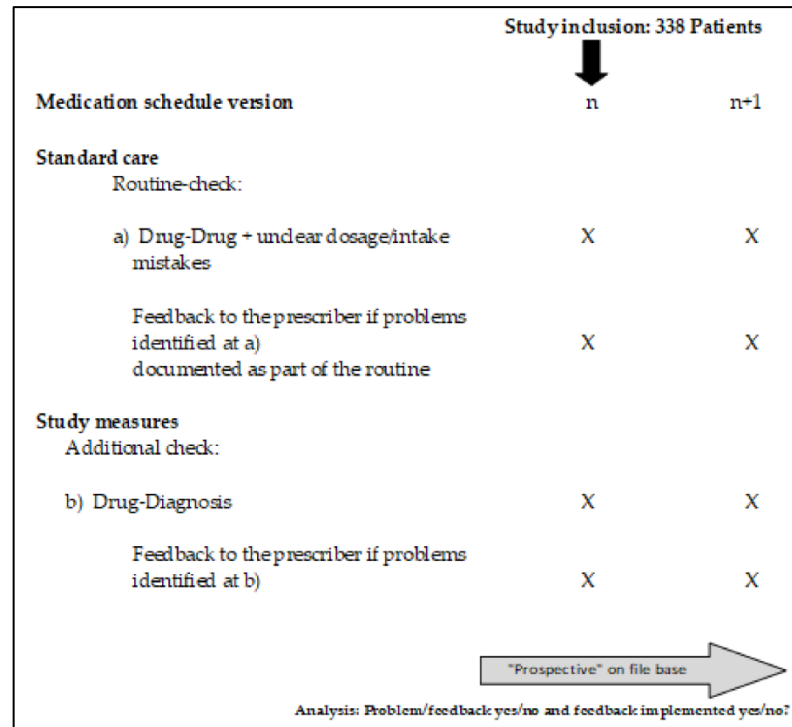 Study inclusion: 338 Patients
Medication schedule version n n+1
Standard care
Routine-check:
a) Drug-Drug + unclear dosage/intake X X
mistakes
Feedback to the prescriber if problems
identified at a) X X
documented as part of the routine
Study measures
Additional check:
b) Drug-Diagnosis X X
Feedback to the prescriber if problems
identified at b) X X
"Prospective" on file base
Analysis: Problem/feedback yes/no and feedback implemented yes/no?